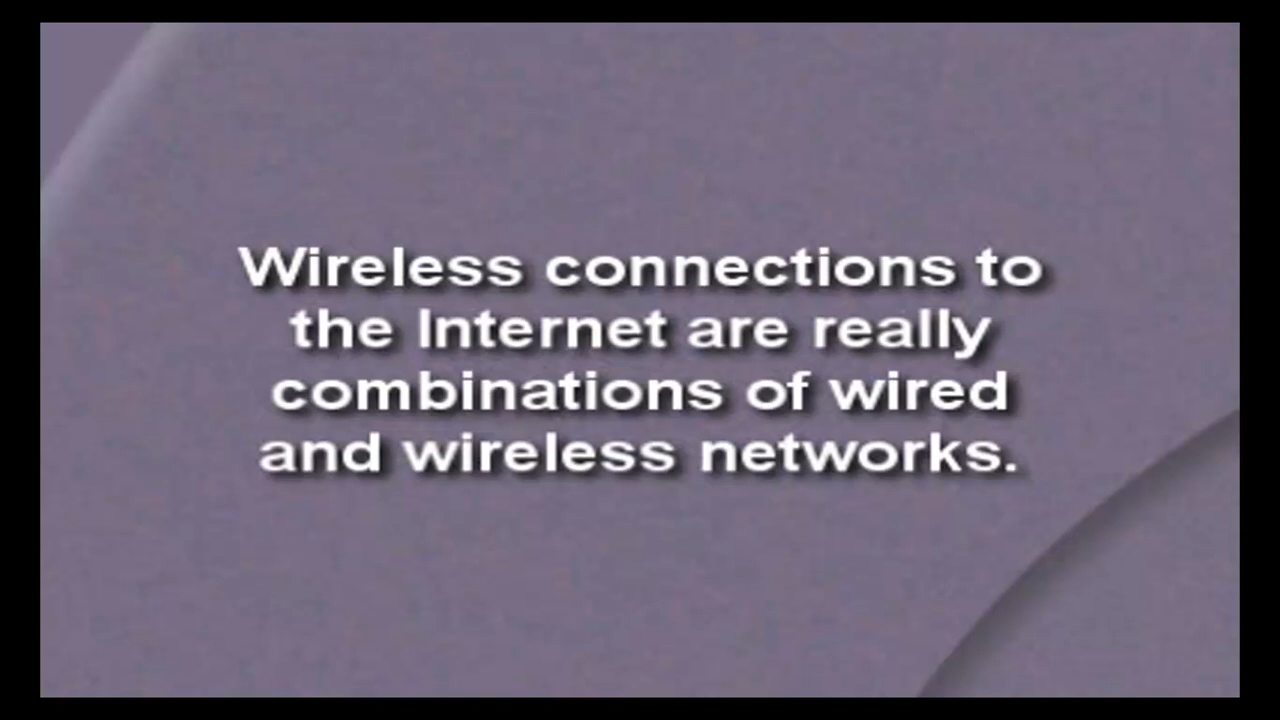 Wireless connections to
the Internet are really
combinations of wired
and wireless networks.